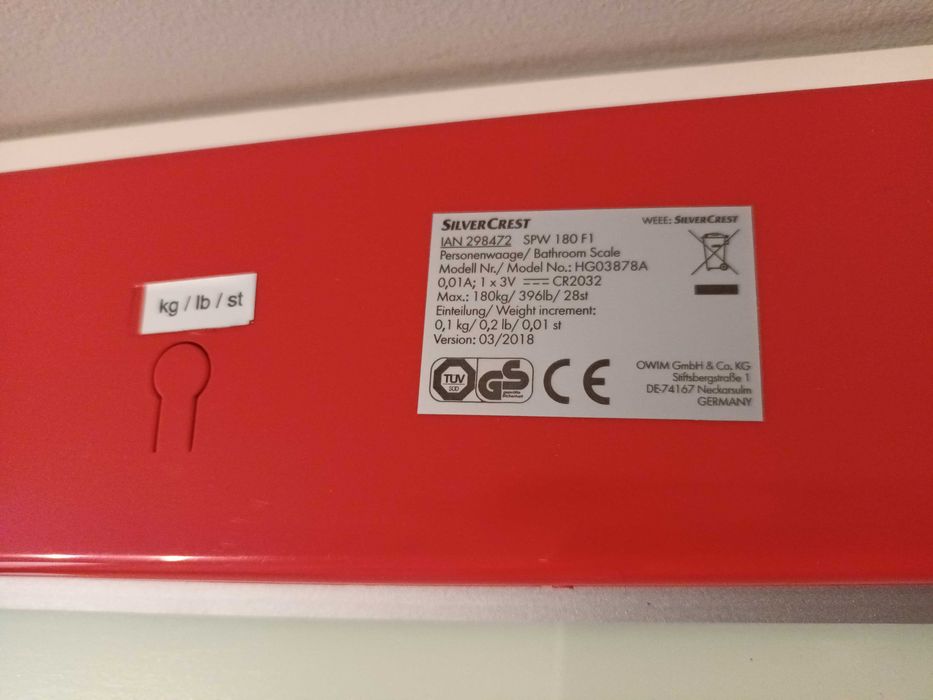 kg / lb / st
SILVERCREST
WEEE: SILVERCREST
IAN 298472 SPW 180 F1
Personenwaage/ Bathroom Scale
Modell Nr./ Model No.: HG03878A
0,01A; 1 x 3V ⎓ CR2032
Max.: 180kg/ 396lb/ 28st
Einteilung/ Weight increment:
0,1 kg/ 0,2 lb/ 0,01 st
Version: 03/2018
TÜV
SÜD
GS
geprüfte
Sicherheit
CE
OWIM GmbH & Co. KG
Stiftsbergstraße 1
DE-74167 Neckarsulm
GERMANY